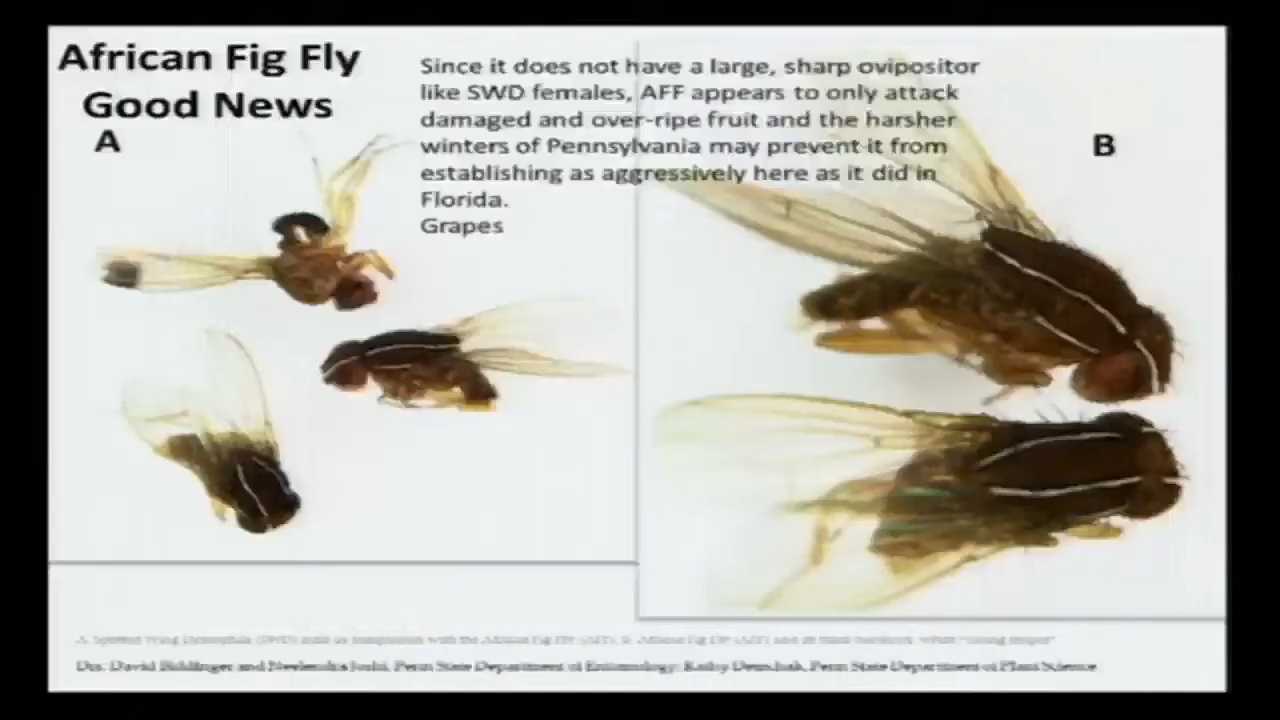 African Fig Fly
Good News
A
Since it does not have a large, sharp ovipositor
like SWD females, AFF appears to only attack
damaged and over-ripe fruit and the harsher
winters of Pennsylvania may prevent it from
establishing as aggressively here as it did in
Florida.
Grapes
B
Drs. David and Neelendra Joshi, Penn State Department of Entomology; Kathy Penn State Department of Plant Science